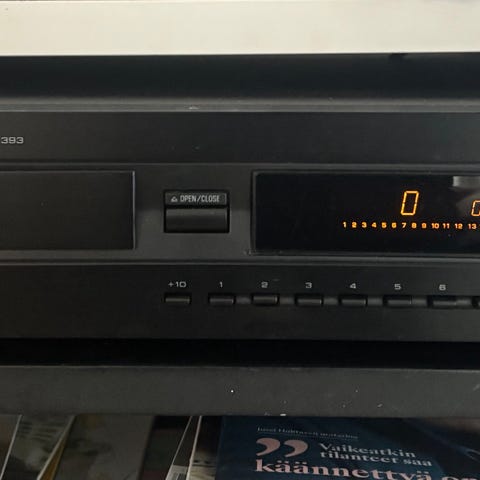 393
OPEN/CLOSE
0 0
1 2 3 4 5 6 7 8 9 10 11 12 13
+10 1 2 3 4 5 6
Vaikeatkin
tilanteet saa
käännettyä